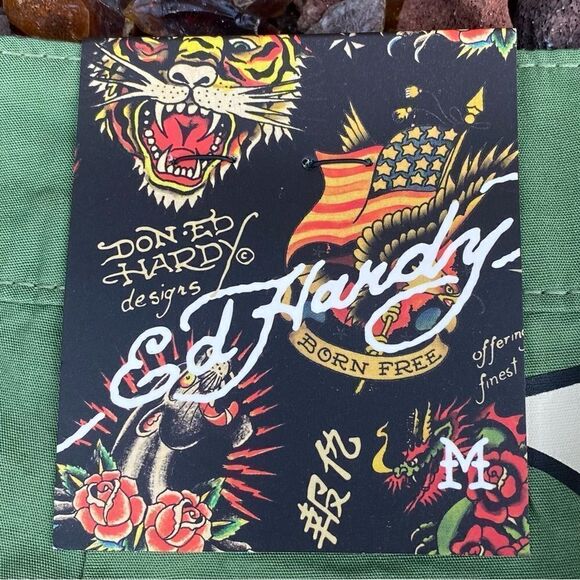 DON·ED
HARDY ©
designs
Ed Hardy
BORN FREE
offering
finest
報仇
M